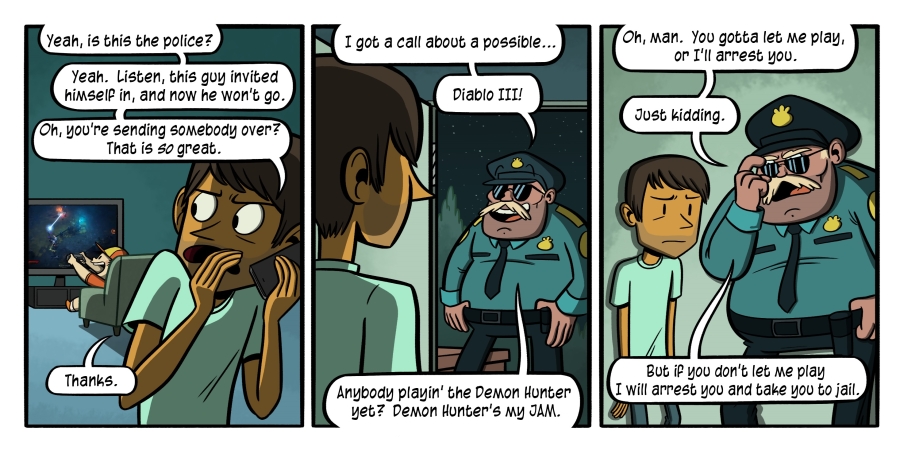 Yeah, is this the police?
Yeah. Listen, this guy invited
himself in, and now he won't go.
Oh, you're sending somebody over?
That is so great.
Thanks.
I got a call about a possible...
Diablo III!
Anybody playin' the Demon Hunter
yet? Demon Hunter's my JAM.
Oh, man. You gotta let me play,
or I'll arrest you.
Just kidding.
But if you don't let me play
I will arrest you and take you to jail.